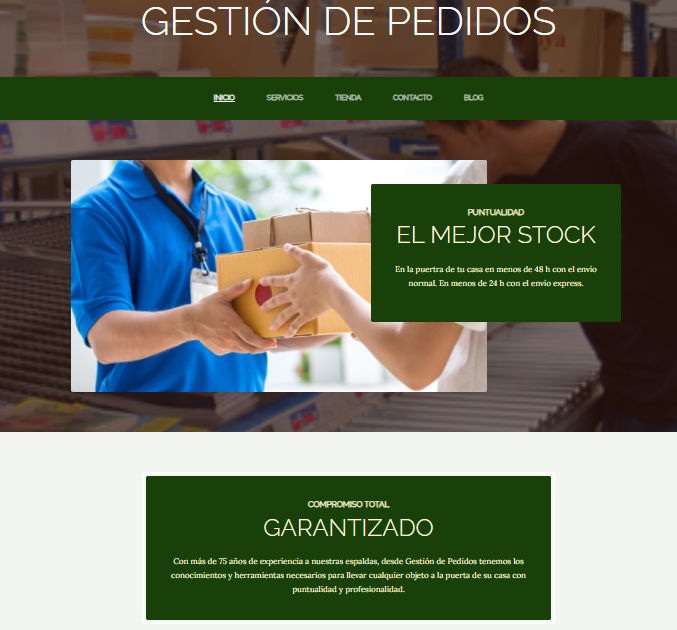 GESTIÓN DE PEDIDOS
INICIO SERVICIOS TIENDA CONTACTO BLOG
PUNTUALIDAD
EL MEJOR STOCK
En la puertra de tu casa en menos de 48 h con el envío
normal. En menos de 24 h con el envío express.
COMPROMISO TOTAL
GARANTIZADO
Con más de 75 años de experiencia a nuestras espaldas, desde Gestión de Pedidos tenemos los
conocimientos y herramientas necesarios para llevar cualquier objeto a la puerta de su casa con
puntualidad y profesionalidad.